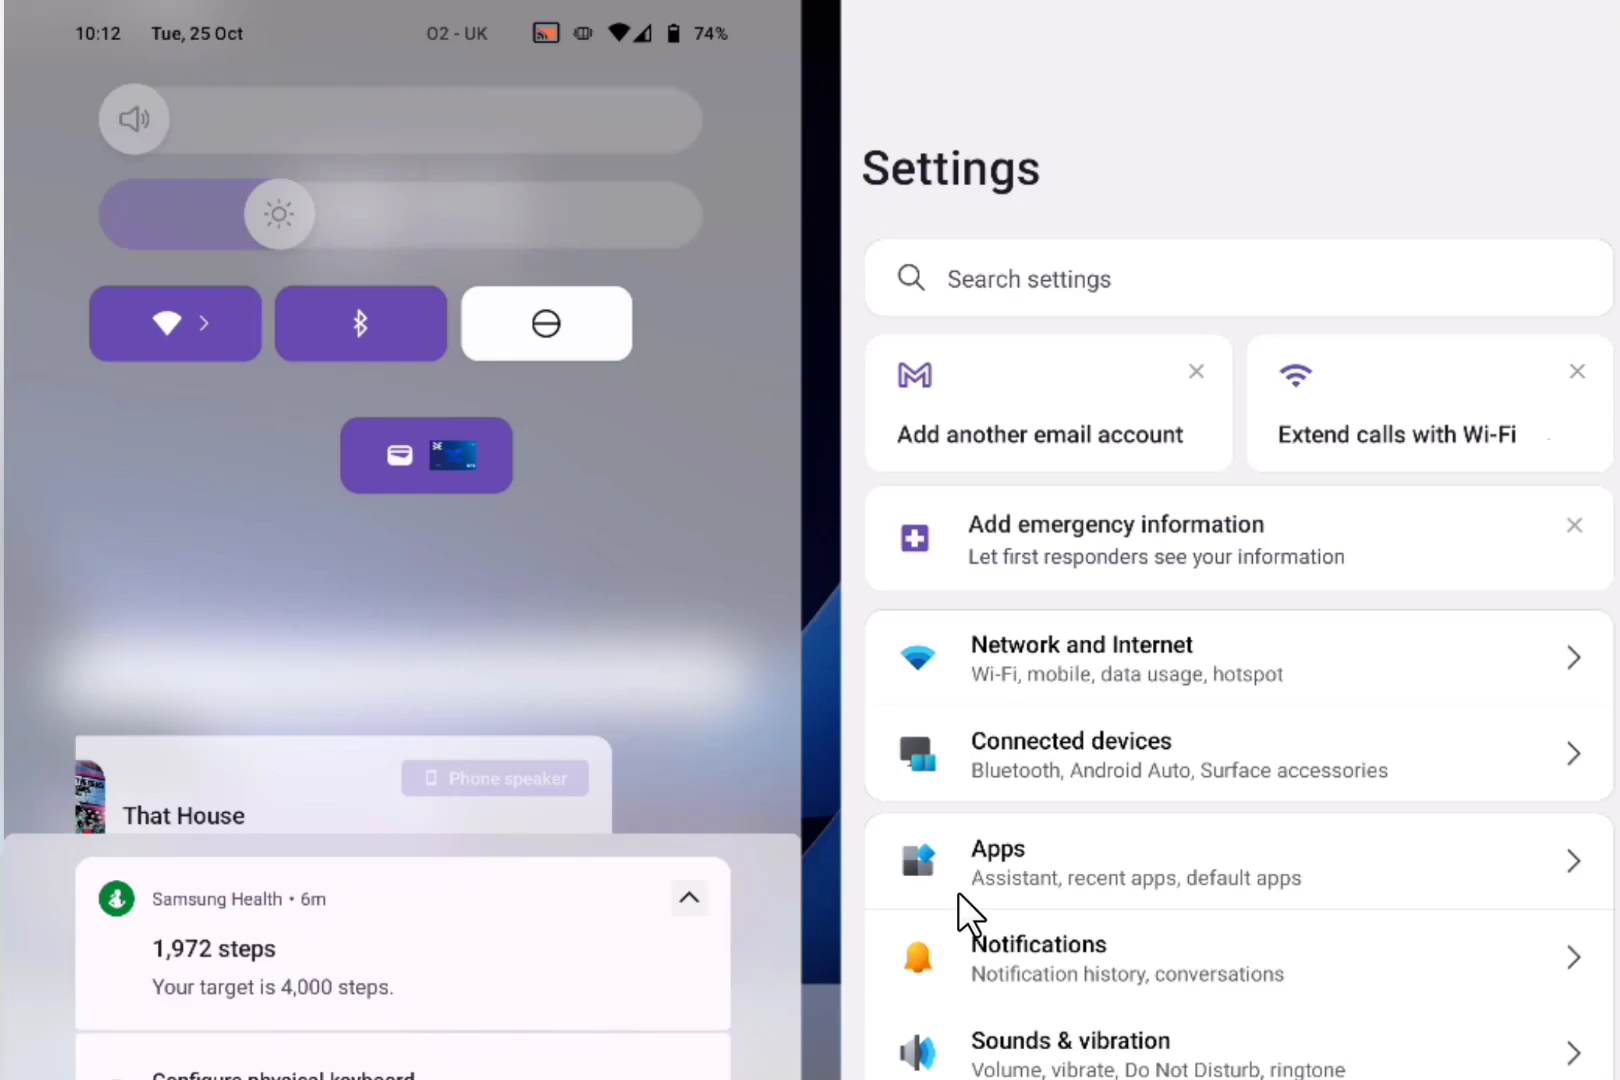 10:12 Tue, 25 Oct O2 - UK 74%
Phone speaker
That House
Samsung Health • 6m
1,972 steps
Your target is 4,000 steps.
Configure physical keyboard
Settings
Search settings
Add another email account
Extend calls with Wi-Fi
Add emergency information
Let first responders see your information
Network and Internet
Wi-Fi, mobile, data usage, hotspot
Connected devices
Bluetooth, Android Auto, Surface accessories
Apps
Assistant, recent apps, default apps
Notifications
Notification history, conversations
Sounds & vibration
Volume, vibrate, Do Not Disturb, ringtone